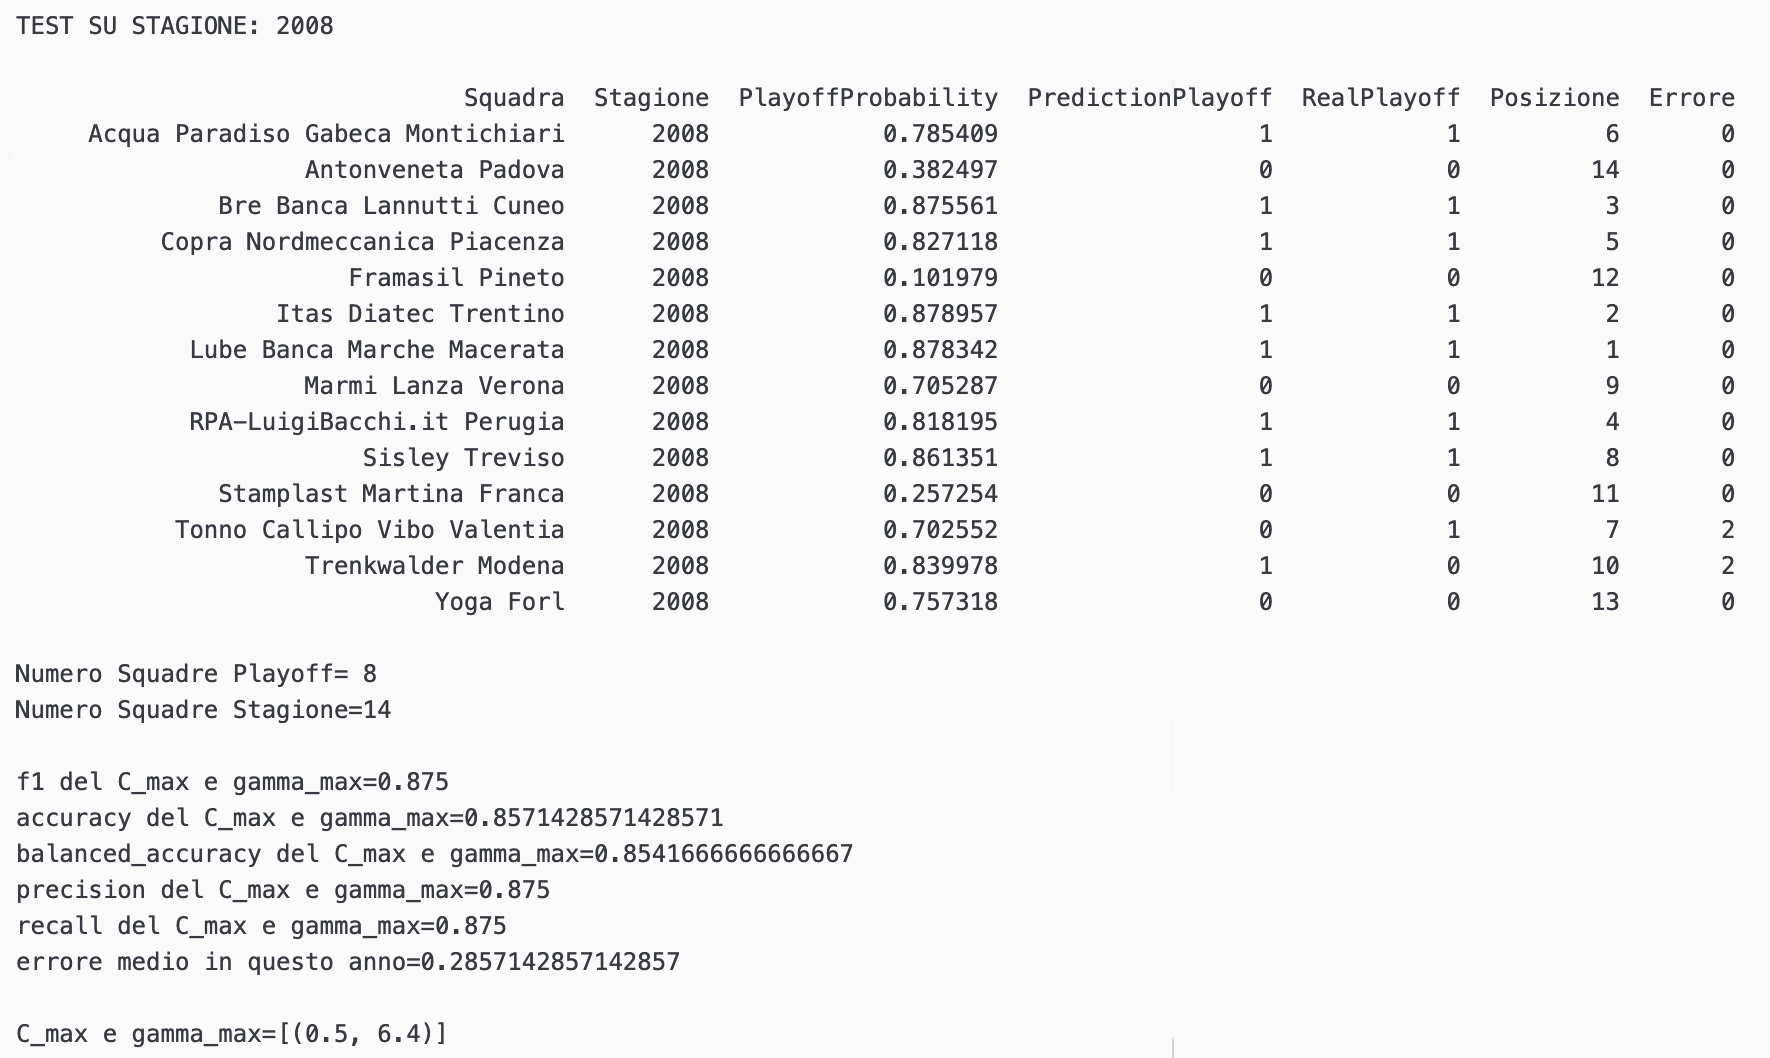 TEST SU STAGIONE: 2008
Squadra Stagione PlayoffProbability PredictionPlayoff RealPlayoff Posizione Errore
Acqua Paradiso Gabeca Montichiari 2008 0.785409 1 1 6 0
Antonveneta Padova 2008 0.382497 0 0 14 0
Bre Banca Lannutti Cuneo 2008 0.875561 1 1 3 0
Copra Nordmeccanica Piacenza 2008 0.827118 1 1 5 0
Framasil Pineto 2008 0.101979 0 0 12 0
Itas Diatec Trentino 2008 0.878957 1 1 2 0
Lube Banca Marche Macerata 2008 0.878342 1 1 1 0
Marmi Lanza Verona 2008 0.705287 0 0 9 0
RPA-LuigiBacchi.it Perugia 2008 0.818195 1 1 4 0
Sisley Treviso 2008 0.861351 1 1 8 0
Stamplast Martina Franca 2008 0.257254 0 0 11 0
Tonno Callipo Vibo Valentia 2008 0.702552 0 1 7 2
Trenkwalder Modena 2008 0.839978 1 0 10 2
Yoga Forl 2008 0.757318 0 0 13 0
Numero Squadre Playoff= 8
Numero Squadre Stagione=14
f1 del C_max e gamma_max=0.875
accuracy del C_max e gamma_max=0.8571428571428571
balanced_accuracy del C_max e gamma_max=0.8541666666666667
precision del C_max e gamma_max=0.875
recall del C_max e gamma_max=0.875
errore medio in questo anno=0.2857142857142857
C_max e gamma_max=[(0.5, 6.4)]